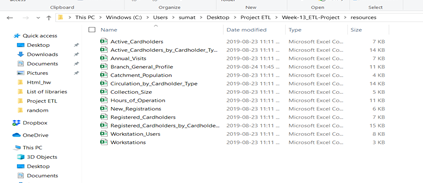 Clipboard Organize New Open Select
This PC > Windows (C:) > Users > sumat > Desktop > Project ETL > Week-13_ETL-Project > resources
Name Date modified Type Size
Quick access
Desktop
Downloads
Documents
Pictures
Html_hw
List of libraries
Project ETL
random
Dropbox
OneDrive
This PC
3D Objects
Desktop
Documents
Active_Cardholders 2019-08-23 11:11 ... Microsoft Excel Co... 7 KB
Active_Cardholders_by_Cardholder_Ty... 2019-08-23 11:11 ... Microsoft Excel Co... 14 KB
Annual_Visits 2019-08-23 11:11 ... Microsoft Excel Co... 7 KB
Branch_General_Profile 2019-08-24 11:45 ... Microsoft Excel Co... 11 KB
Catchment_Population 2019-08-23 11:11 ... Microsoft Excel Co... 4 KB
Circulation_by_Cardholder_Type 2019-08-23 11:11 ... Microsoft Excel Co... 14 KB
Collection_Size 2019-08-23 11:11 ... Microsoft Excel Co... 7 KB
Hours_of_Operation 2019-08-23 11:11 ... Microsoft Excel Co... 11 KB
New_Registrations 2019-08-23 11:11 ... Microsoft Excel Co... 6 KB
Registered_Cardholders 2019-08-23 11:11 ... Microsoft Excel Co... 7 KB
Registered_Cardholders_by_Cardholde... 2019-08-23 11:11 ... Microsoft Excel Co... 15 KB
Workstation_Users 2019-08-23 11:11 ... Microsoft Excel Co... 8 KB
Workstations 2019-08-23 11:11 ... Microsoft Excel Co... 3 KB